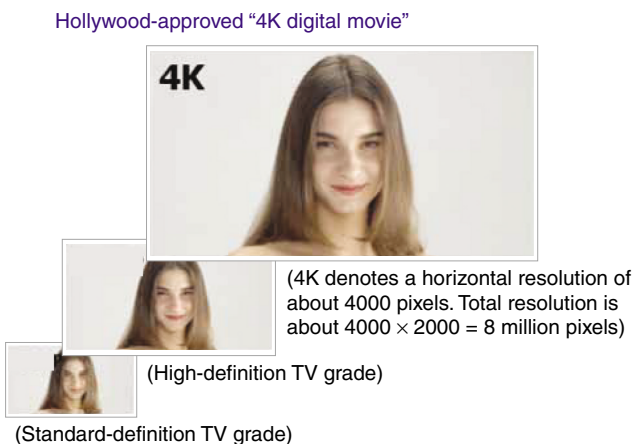 Hollywood-approved “4K digital movie”
4K
(4K denotes a horizontal resolution of
about 4000 pixels. Total resolution is
about 4000 × 2000 = 8 million pixels)
(High-definition TV grade)
(Standard-definition TV grade)